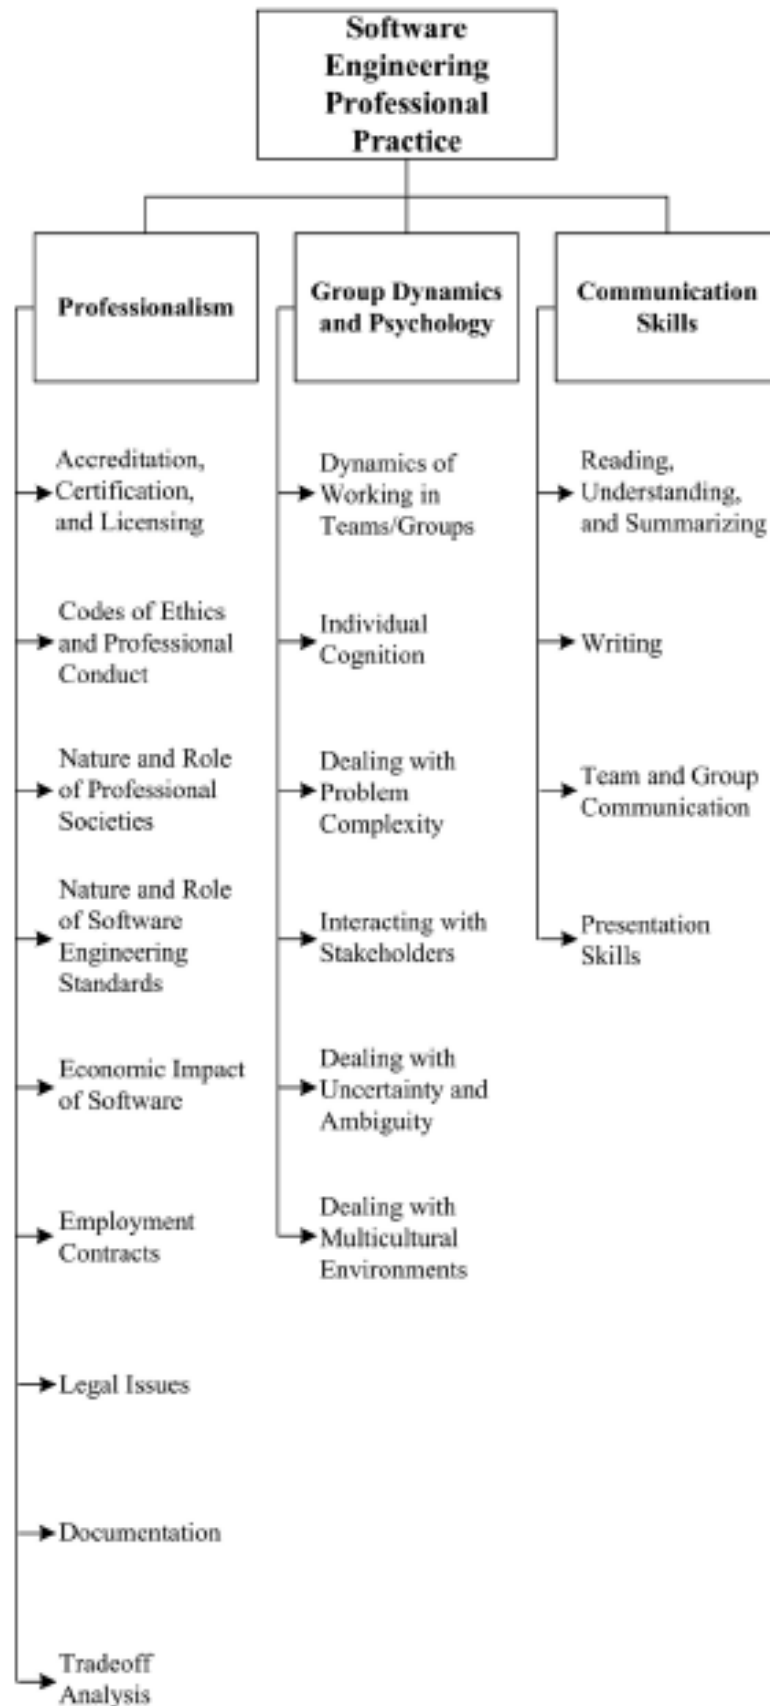 Software
Engineering
Professional
Practice
Professionalism
Accreditation,
Certification,
and Licensing
Codes of Ethics
and Professional
Conduct
Nature and Role
of Professional
Societies
Nature and Role
of Software
Engineering
Standards
Economic Impact
of Software
Employment
Contracts
Legal Issues
Documentation
Tradeoff
Analysis
Group Dynamics
and Psychology
Dynamics of
Working in
Teams/Groups
Individual
Cognition
Dealing with
Problem
Complexity
Interacting with
Stakeholders
Dealing with
Uncertainty and
Ambiguity
Dealing with
Multicultural
Environments
Communication
Skills
Reading,
Understanding,
and Summarizing
Writing
Team and Group
Communication
Presentation
Skills